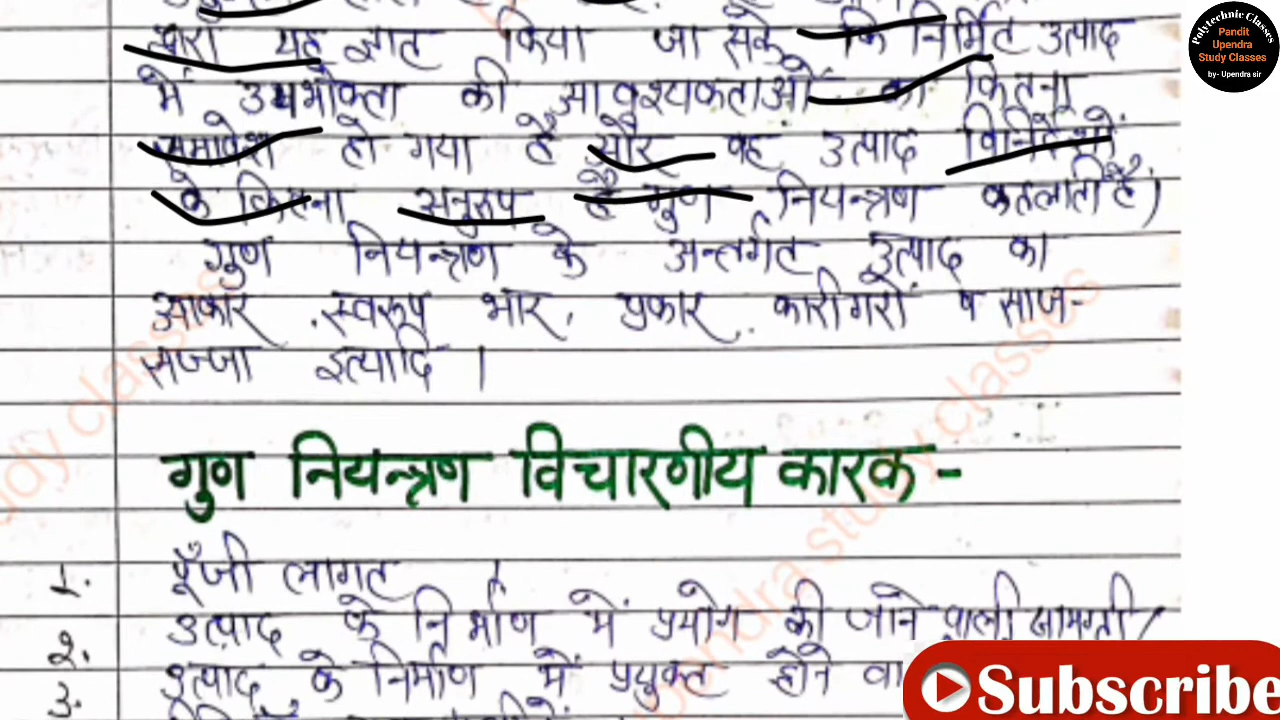 द्वारा यह ज्ञात किया जा सके कि निर्मित उत्पाद
में उपभोक्ता की आवश्यकताओं का कितना
समावेश हो गया है और वह उत्पाद विनिर्देशों
के कितना अनुरुप है गुण नियन्त्रण कतलाती है।
गुण नियन्त्रण के अन्तर्गत उत्पाद का
आकार स्वरूप भार, प्रकार, कारीगरों व साज-
सज्जा इत्यादि ।
गुण नियन्त्रण विचारणीय कारक -
1. पूँजी लागत ।
2. उत्पाद के निर्माण में प्रयोग की जाने वाली सामग्री ।
3. उत्पाद के निर्माण में प्रयुक्त होने वा
Polytechnic Classes
Pandit
Upendra
Study Classes
by- Upendra sir
Subscribe